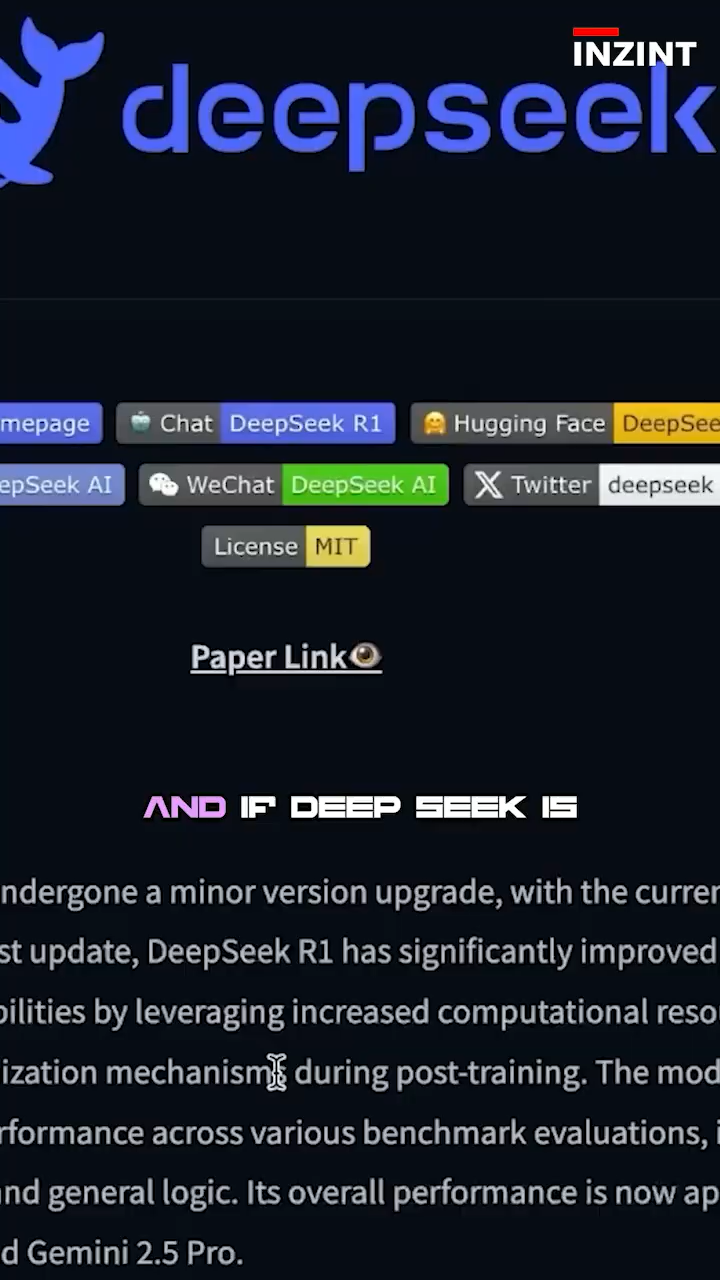 INZINT
deepseek
mepage Chat DeepSeek R1 Hugging Face DeepSee
epSeek AI WeChat DeepSeek AI Twitter deepseek
License MIT
Paper Link
AND IF DEEP SEEK IS
ndergone a minor version upgrade, with the curren
st update, DeepSeek R1 has significantly improved
bilities by leveraging increased computational reso
ization mechanisms during post-training. The mod
rformance across various benchmark evaluations, i
nd general logic. Its overall performance is now ap
d Gemini 2.5 Pro.